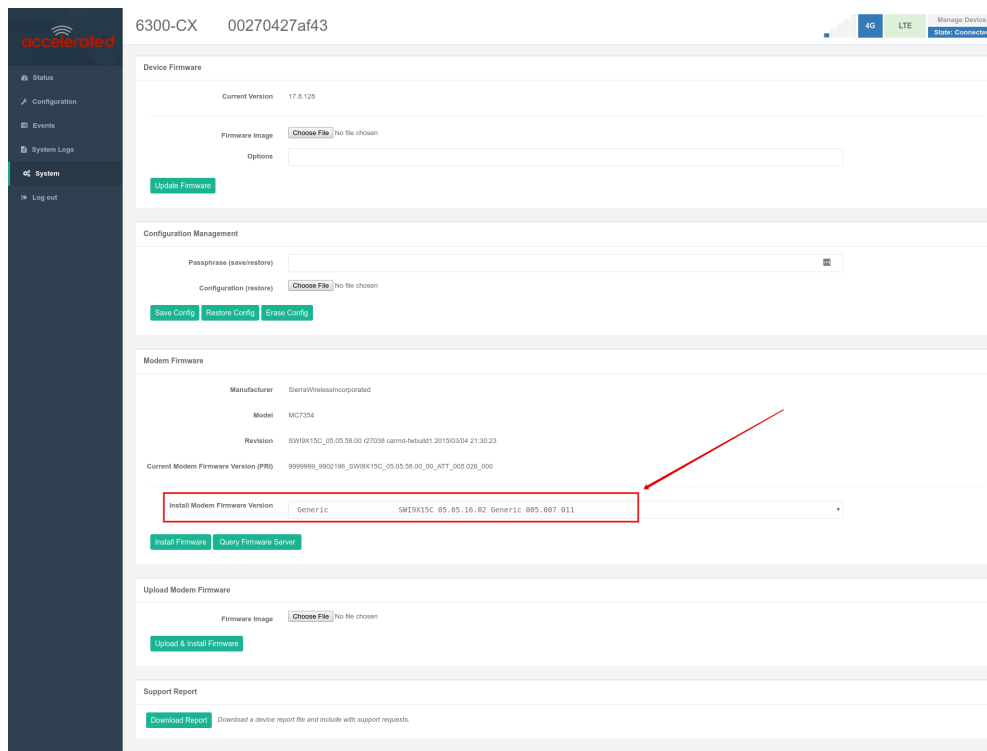 accelerated
6300-CX 00270427af43
4G LTE Manage Device
State: Connected
Status
Configuration
Events
System Logs
System
Log out
Device Firmware
Current Version 17.8.128
Firmware Image Choose File No file chosen
Options
Update Firmware
Configuration Management
Passphrase (save/restore)
Configuration (restore) Choose File No file chosen
Save Config Restore Config Erase Config
Modem Firmware
Manufacturer SierraWirelessIncorporated
Model MC7354
Revision SWI9X15C_05.05.58.00 r27038 carmd-fwbuild1 2015/03/04 21:30:23
Current Modem Firmware Version (PRI) 9999999_9902196_SWI9X15C_05.05.58.00_00_ATT_005.026_000
Install Modem Firmware Version Generic SWI9X15C 05.05.16.02 Generic 005.007 011
Install Firmware Query Firmware Server
Upload Modem Firmware
Firmware Image Choose File No file chosen
Upload & Install Firmware
Support Report
Download Report Download a device report file and include with support requests.